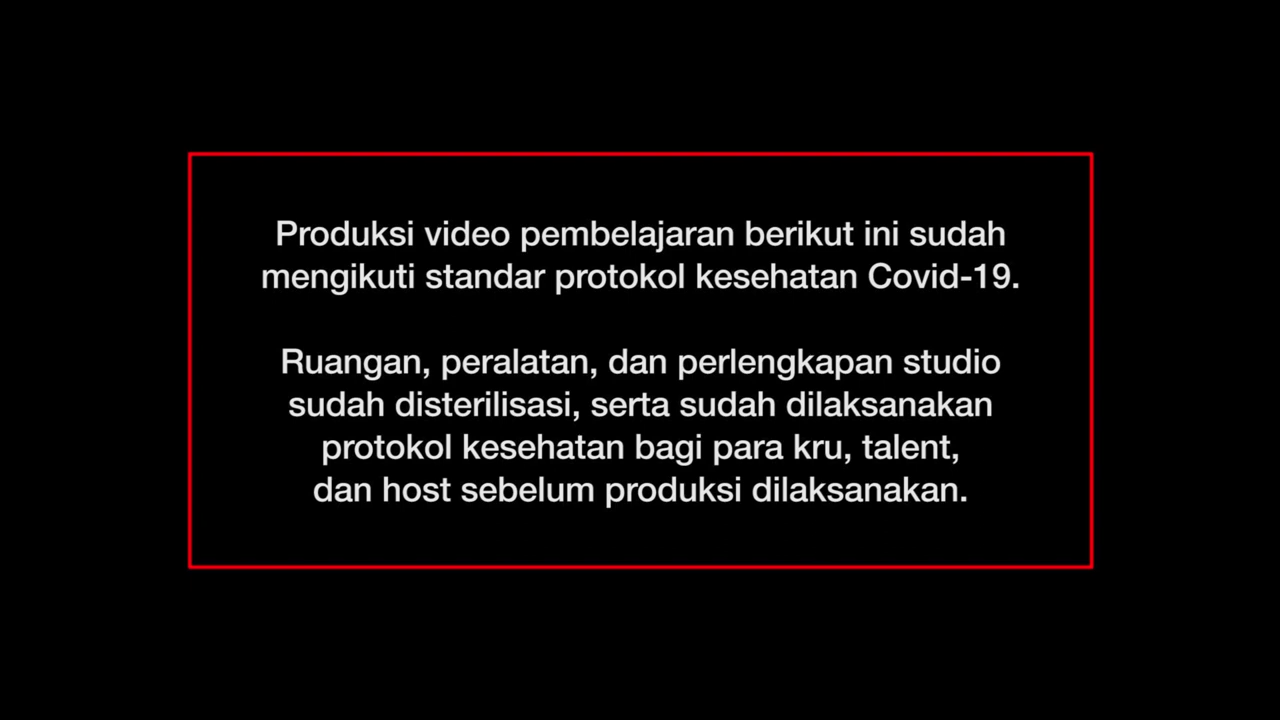 Produksi video pembelajaran berikut ini sudah
mengikuti standar protokol kesehatan Covid-19.
Ruangan, peralatan, dan perlengkapan studio
sudah disterilisasi, serta sudah dilaksanakan
protokol kesehatan bagi para kru, talent,
dan host sebelum produksi dilaksanakan.